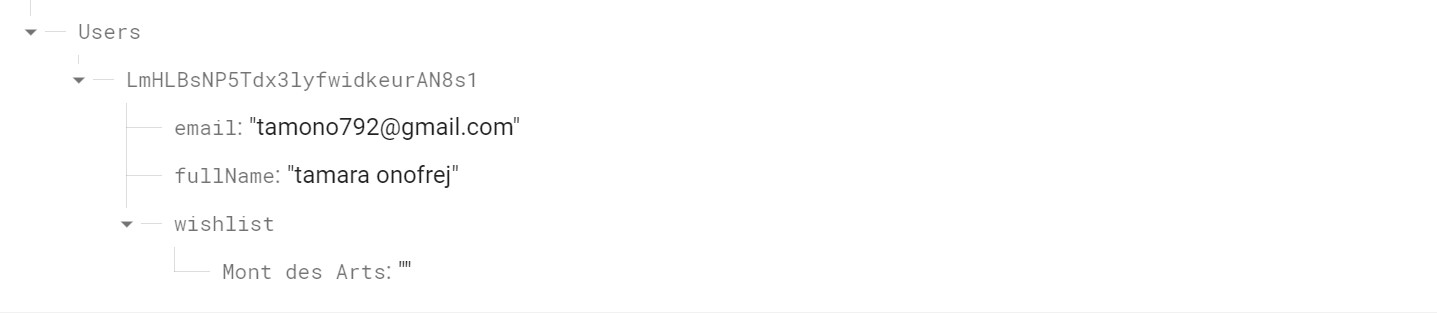 Users
LmHLBsNP5Tdx3lyfwidkeurAN8s1
email: "tamono792@gmail.com"
fullName: "tamara onofrej"
wishlist
Mont des Arts: ""